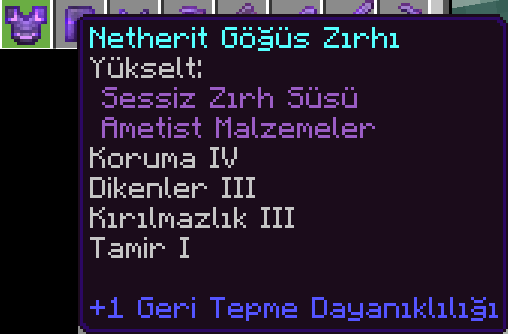 Netherit Göğüs Zırhı
Yükselt:
Sessiz Zırh Süsü
Ametist Malzemeler
Koruma IV
Dikenler III
Kırılmazlık III
Tamir I
+1 Geri Tepme Dayanıklılığı